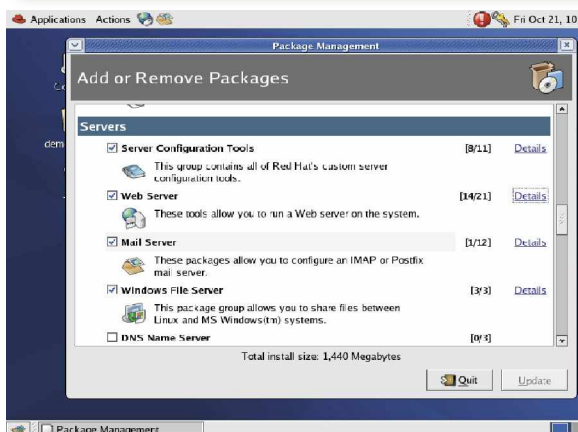 Applications Actions Fri Oct 21, 10
Package Management
Add or Remove Packages
Servers
Server Configuration Tools [8/11] Details
This group contains all of Red Hat's custom server
configuration tools.
Web Server [14/21] Details
These tools allow you to run a Web server on the system.
Mail Server [1/12] Details
These packages allow you to configure an IMAP or Postfix
mail server.
Windows File Server [3/3] Details
This package group allows you to share files between
Linux and MS Windows(tm) systems.
DNS Name Server [0/3]
Total install size: 1,440 Megabytes
Quit Update
dem
Package Management